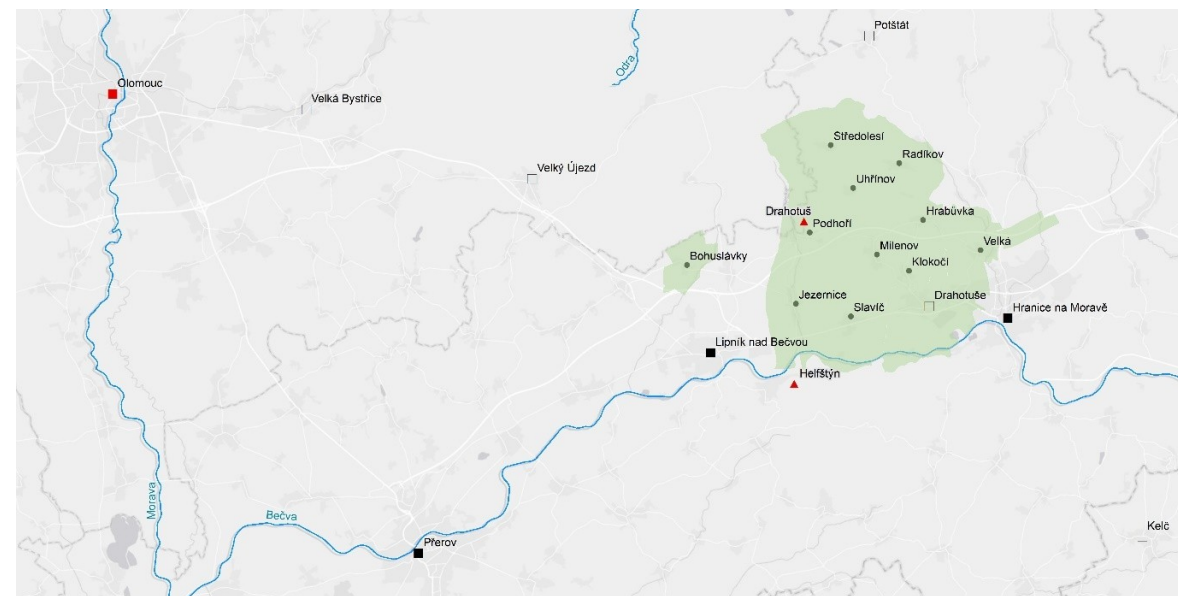 Potštát
Odra
Olomouc
Velká Bystřice
Středolesí
Radíkov
Velký Újezd
Uhřínov
Drahotuš
Hrabůvka
Podhoří
Velká
Milenov
Bohuslávky
Klokočí
Jezernice
Drahotuše
Slavíč
Hranice na Moravě
Lipník nad Bečvou
Helfštýn
Morava
Bečva
Kelč
Přerov